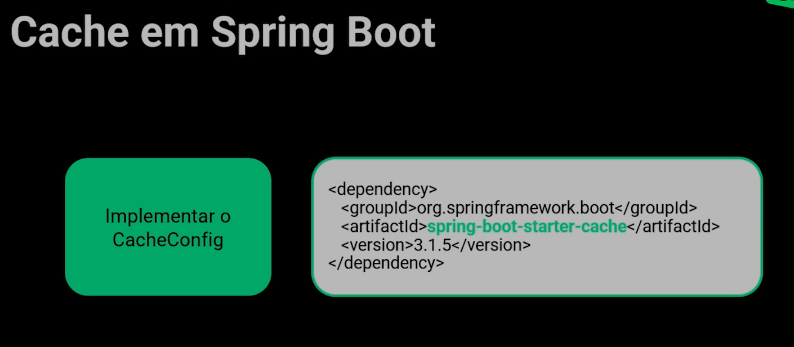 Cache em Spring Boot
Implementar o
CacheConfig
<dependency>
<groupId>org.springframework.boot</groupId>
<artifactId>spring-boot-starter-cache</artifactId>
<version>3.1.5</version>
</dependency>